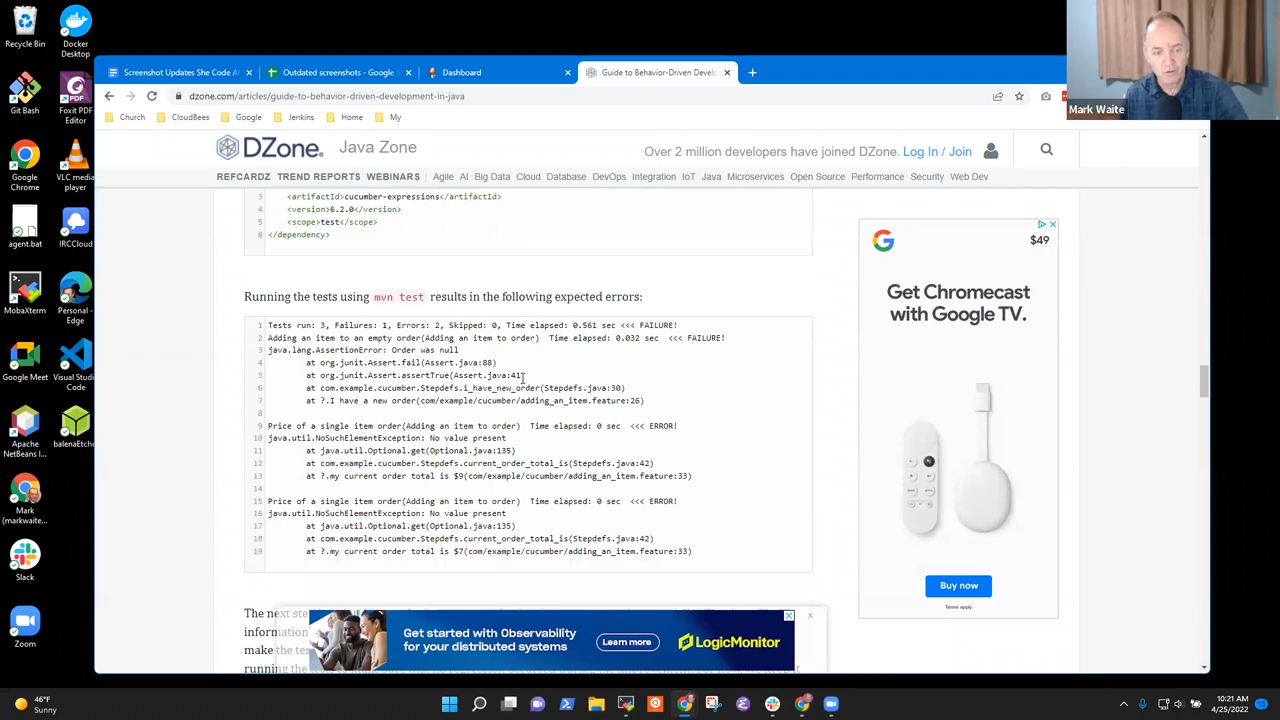 Recycle Bin
Docker Desktop
Git Bash
Foxit PDF Editor
Google Chrome
VLC media player
agent.bat
IRCCloud
MobaXterm
Personal - Edge
Google Meet
Visual Studio Code
Apache NetBeans I...
balenaEtcher
Mark (markwaite...
Slack
Zoom
Screenshot Updates She Code A
Outdated screenshots - Google S
Dashboard
Guide to Behavior-Driven Develo
dzone.com/articles/guide-to-behavior-driven-development-in-java
Church
CloudBees
Google
Jenkins
Home
My
Mark Waite
DZone. Java Zone
Over 2 million developers have joined DZone. Log In / Join
REFCARDZ TREND REPORTS WEBINARS Agile AI Big Data Cloud Database DevOps Integration IoT Java Microservices Open Source Performance Security Web Dev
3 <artifactId>cucumber-expressions</artifactId>
4 <version>6.2.0</version>
5 <scope>test</scope>
6 </dependency>
Running the tests using mvn test results in the following expected errors:
1 Tests run: 3, Failures: 1, Errors: 2, Skipped: 0, Time elapsed: 0.561 sec <<< FAILURE!
2 Adding an item to an empty order(Adding an item to order)  Time elapsed: 0.032 sec  <<< FAILURE!
3 java.lang.AssertionError: Order was null
4 at org.junit.Assert.fail(Assert.java:88)
5 at org.junit.Assert.assertTrue(Assert.java:41)
6 at com.example.cucumber.Stepdefs.i_have_new_order(Stepdefs.java:30)
7 at ?.I have a new order(com/example/cucumber/adding_an_item.feature:26)
8
9 Price of a single item order(Adding an item to order)  Time elapsed: 0 sec  <<< ERROR!
10 java.util.NoSuchElementException: No value present
11 at java.util.Optional.get(Optional.java:135)
12 at com.example.cucumber.Stepdefs.current_order_total_is(Stepdefs.java:42)
13 at ?.my current order total is $9(com/example/cucumber/adding_an_item.feature:33)
14
15 Price of a single item order(Adding an item to order)  Time elapsed: 0 sec  <<< ERROR!
16 java.util.NoSuchElementException: No value present
17 at java.util.Optional.get(Optional.java:135)
18 at com.example.cucumber.Stepdefs.current_order_total_is(Stepdefs.java:42)
19 at ?.my current order total is $7(com/example/cucumber/adding_an_item.feature:33)
The
informat
make the
running the
$49
Get Chromecast
with Google TV.
Buy now
Terms apply.
Get started with Observability
for your distributed systems
Learn more
LogicMonitor
46°F
Sunny
10:21 AM
4/25/2022